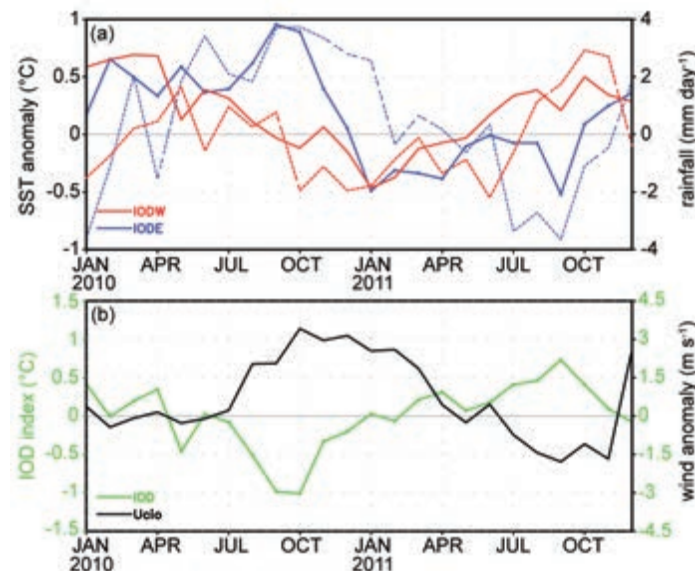 (a)
1
0.5
0
-0.5
-1
SST anomaly (°C)
4
2
0
-2
-4
rainfall (mm day⁻¹)
IODW
IODE
JAN APR JUL OCT JAN APR JUL OCT
2010 2011
(b)
1.5
1
0.5
0
-0.5
-1
-1.5
IOD index (°C)
4.5
3
1.5
0
-1.5
-3
-4.5
wind anomaly (m s⁻¹)
IOD
Ucio
JAN APR JUL OCT JAN APR JUL OCT
2010 2011